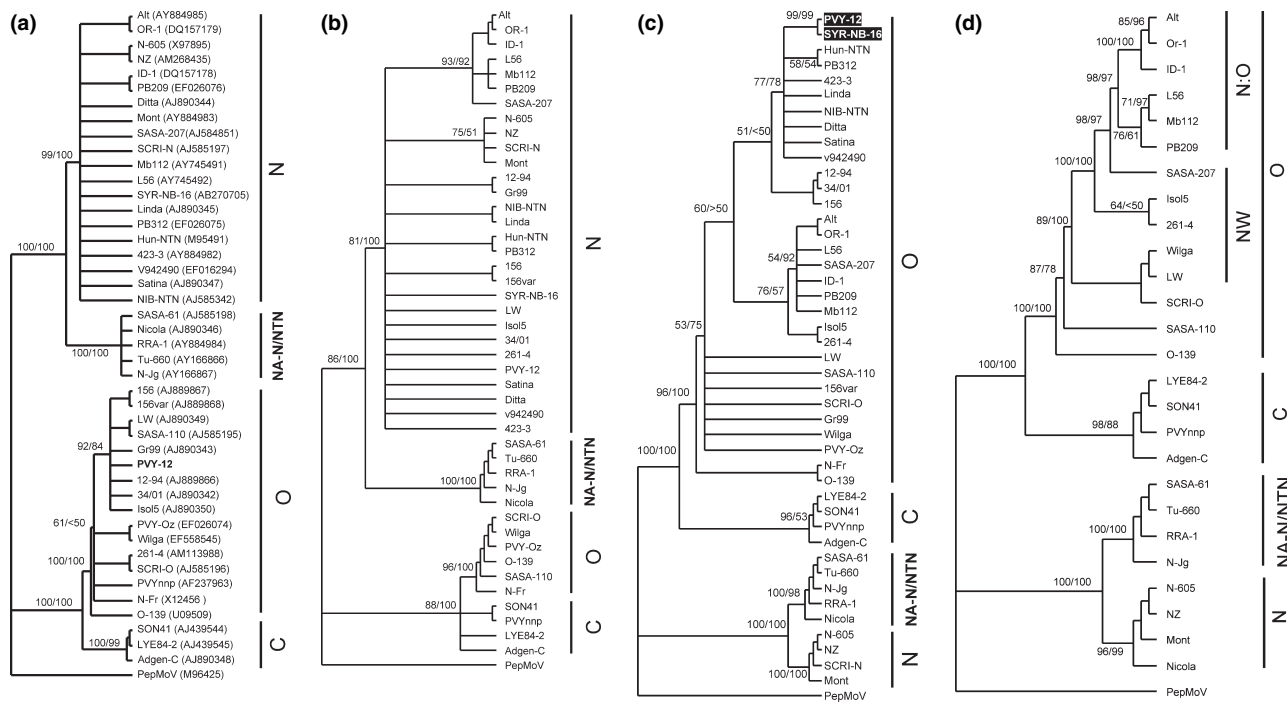 (a)
Alt (AY884985)
OR-1 (DQ157179)
N-605 (X97895)
NZ (AM268435)
ID-1 (DQ157178)
PB209 (EF026076)
Ditta (AJ890344)
Mont (AY884983)
SASA-207(AJ584851)
SCRI-N (AJ585197)
Mb112 (AY745491)
L56 (AY745492)
SYR-NB-16 (AB270705)
Linda (AJ890345)
PB312 (EF026075)
Hun-NTN (M95491)
423-3 (AY884982)
V942490 (EF016294)
Satina (AJ890347)
NIB-NTN (AJ585342)
SASA-61 (AJ585198)
Nicola (AJ890346)
RRA-1 (AY884984)
Tu-660 (AY166866)
N-Jg (AY166867)
156 (AJ889867)
156var (AJ889868)
LW (AJ890349)
SASA-110 (AJ585195)
Gr99 (AJ890343)
PVY-12
12-94 (AJ889866)
34/01 (AJ890342)
Isol5 (AJ890350)
PVY-Oz (EF026074)
Wilga (EF558545)
261-4 (AM113988)
SCRI-O (AJ585196)
PVYnnp (AF237963)
N-Fr (X12456 )
O-139 (U09509)
SON41 (AJ439544)
LYE84-2 (AJ439545)
Adgen-C (AJ890348)
PepMoV (M96425)
99/100
100/100
100/100
92/84
61/<50
100/100
100/100
100/99
N
NA-N/NTN
O
C
(b)
Alt
OR-1
ID-1
L56
Mb112
PB209
SASA-207
N-605
NZ
SCRI-N
Mont
12-94
Gr99
NIB-NTN
Linda
Hun-NTN
PB312
156
156var
SYR-NB-16
LW
Isol5
34/01
261-4
PVY-12
Satina
Ditta
v942490
423-3
SASA-61
Tu-660
RRA-1
N-Jg
Nicola
SCRI-O
Wilga
PVY-Oz
O-139
SASA-110
N-Fr
SON41
PVYnnp
LYE84-2
Adgen-C
PepMoV
93//92
75/51
81/100
86/100
100/100
96/100
88/100
N
NA-N/NTN
O
C
(c)
PVY-12
SYR-NB-16
Hun-NTN
PB312
423-3
Linda
NIB-NTN
Ditta
Satina
v942490
12-94
34/01
156
Alt
OR-1
L56
SASA-207
ID-1
PB209
Mb112
Isol5
261-4
LW
SASA-110
156var
SCRI-O
Gr99
Wilga
PVY-Oz
N-Fr
O-139
LYE84-2
SON41
PVYnnp
Adgen-C
SASA-61
Tu-660
N-Jg
RRA-1
Nicola
N-605
NZ
SCRI-N
Mont
PepMoV
99/99
58/54
77/78
51/<50
60/>50
54/92
76/57
53/75
96/100
100/100
96/53
100/98
100/100
100/100
O
C
NA-N/NTN
N
(d)
Alt
Or-1
ID-1
L56
Mb112
PB209
SASA-207
Isol5
261-4
Wilga
LW
SCRI-O
SASA-110
O-139
LYE84-2
SON41
PVYnnp
Adgen-C
SASA-61
Tu-660
RRA-1
N-Jg
N-605
NZ
Mont
Nicola
PepMoV
85/96
100/100
98/97
71/97
76/61
98/97
100/100
64/<50
89/100
87/78
100/100
100/100
98/88
100/100
100/100
96/99
N:O
NW
O
C
NA-N/NTN
N